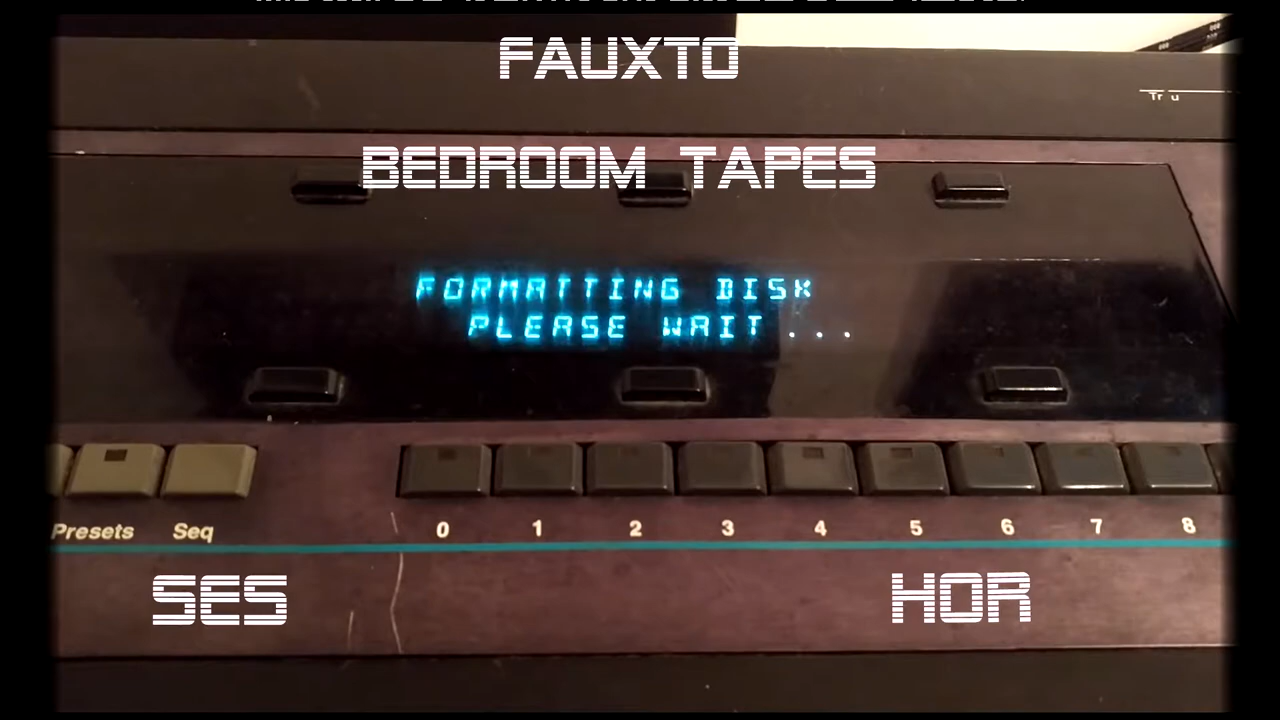 FAUXTO
BEDROOM TAPES
FORMATTING DISK
PLEASE WAIT...
Presets Seq 0 1 2 3 4 5 6 7 8
SES HOR